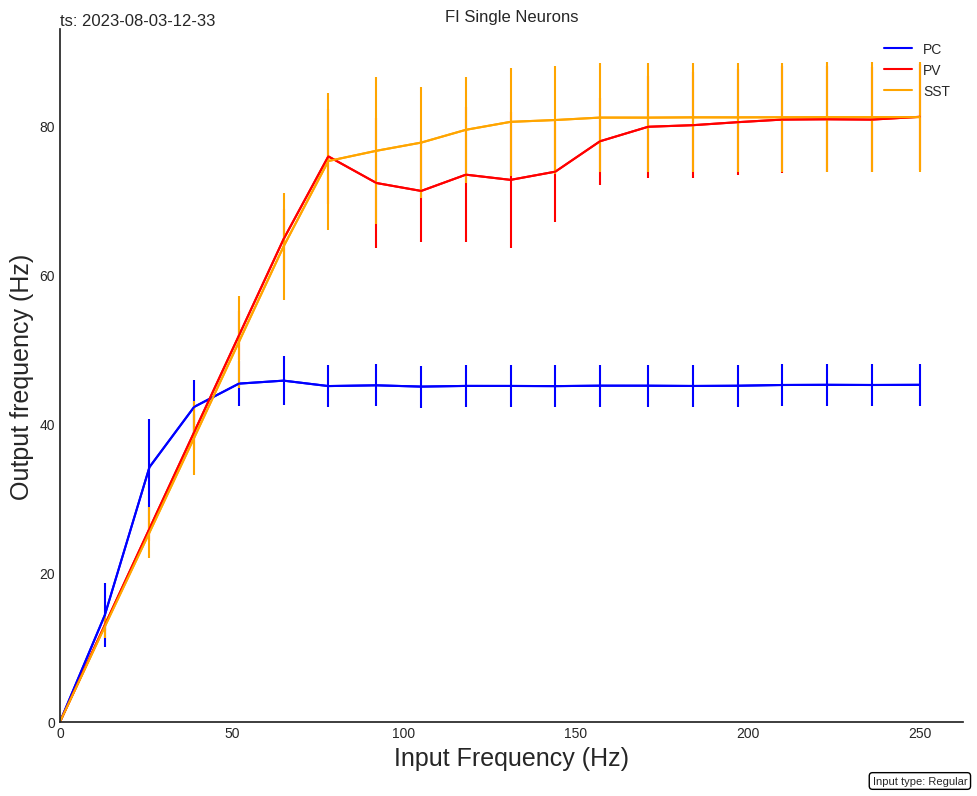 ts: 2023-08-03-12-33
FI Single Neurons
PC
PV
SST
Output frequency (Hz)
80
60
40
20
0
0 50 100 150 200 250
Input Frequency (Hz)
Input type: Regular